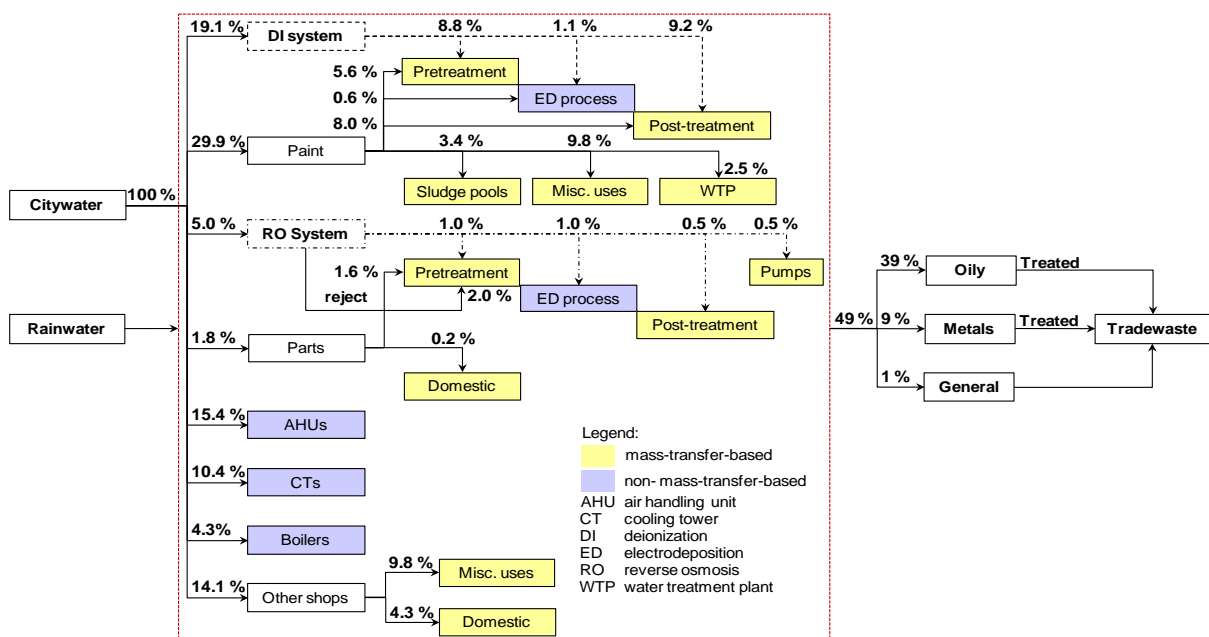 19.1 %
DI system
8.8 %
1.1 %
9.2 %
5.6 %
Pretreatment
0.6 %
ED process
8.0 %
Post-treatment
29.9 %
Paint
3.4 %
9.8 %
2.5 %
Sludge pools
Misc. uses
WTP
Citywater
100 %
5.0 %
RO System
1.0 %
1.0 %
0.5 %
0.5 %
1.6 %
Pretreatment
Pumps
reject
2.0 %
ED process
Rainwater
Post-treatment
1.8 %
Parts
0.2 %
Domestic
49 %
39 %
Oily
Treated
9 %
Metals
Treated
Tradewaste
1 %
General
15.4 %
AHUs
10.4 %
CTs
4.3%
Boilers
14.1 %
Other shops
9.8 %
Misc. uses
4.3 %
Domestic
Legend:
mass-transfer-based
non- mass-transfer-based
AHU air handling unit
CT cooling tower
DI deionization
ED electrodeposition
RO reverse osmosis
WTP water treatment plant